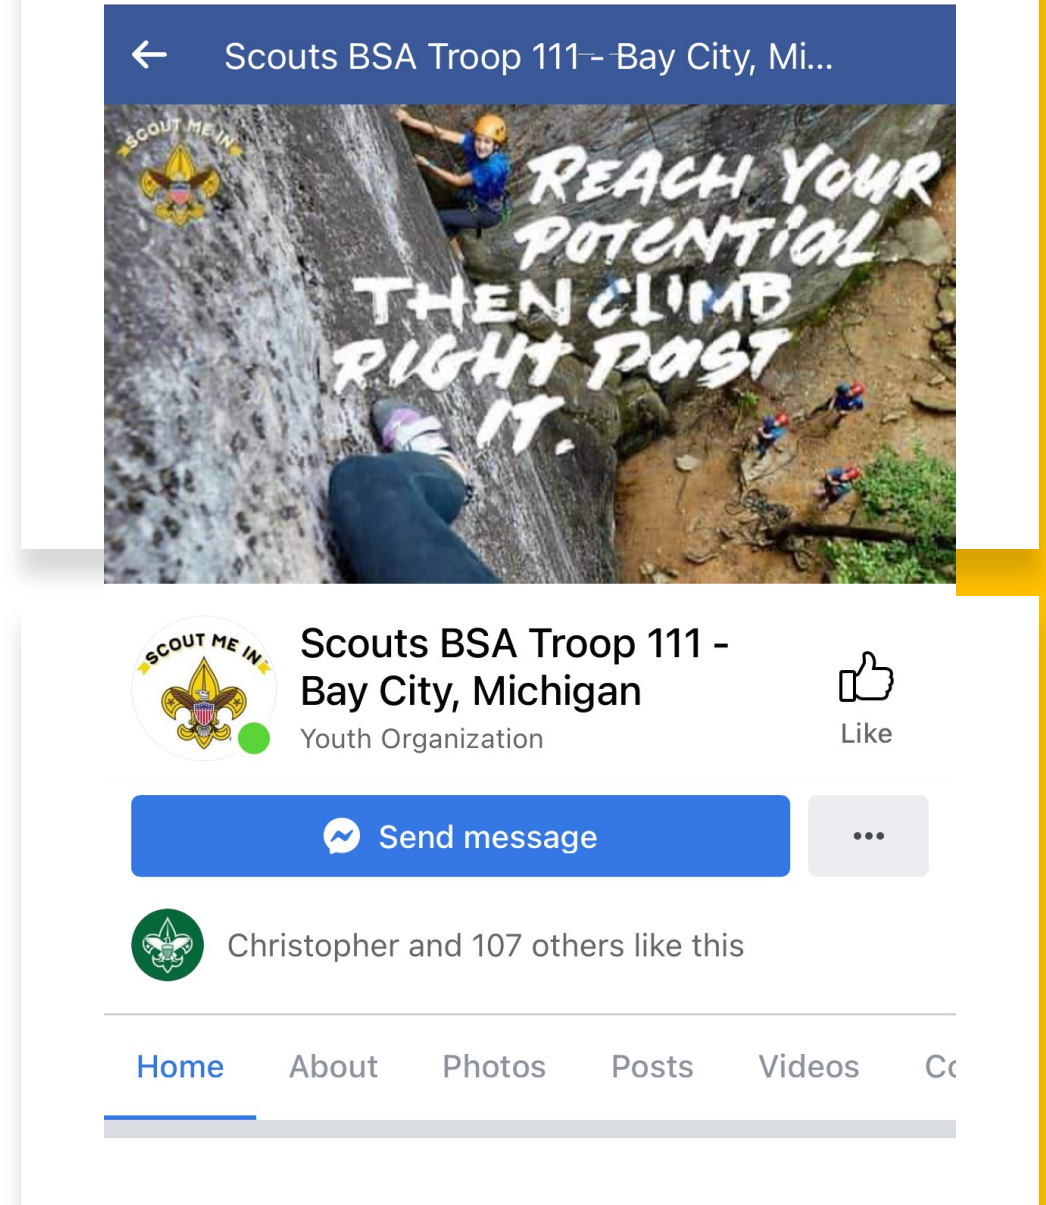 Scouts BSA Troop 111 - Bay City, Mi...
SCOUT ME IN
REACH YOUR
POTENTIAL
THEN CLIMB
RIGHT PAST
IT.
SCOUT ME IN
Scouts BSA Troop 111 -
Bay City, Michigan
Youth Organization
Like
Send message
...
Christopher and 107 others like this
Home About Photos Posts Videos Co